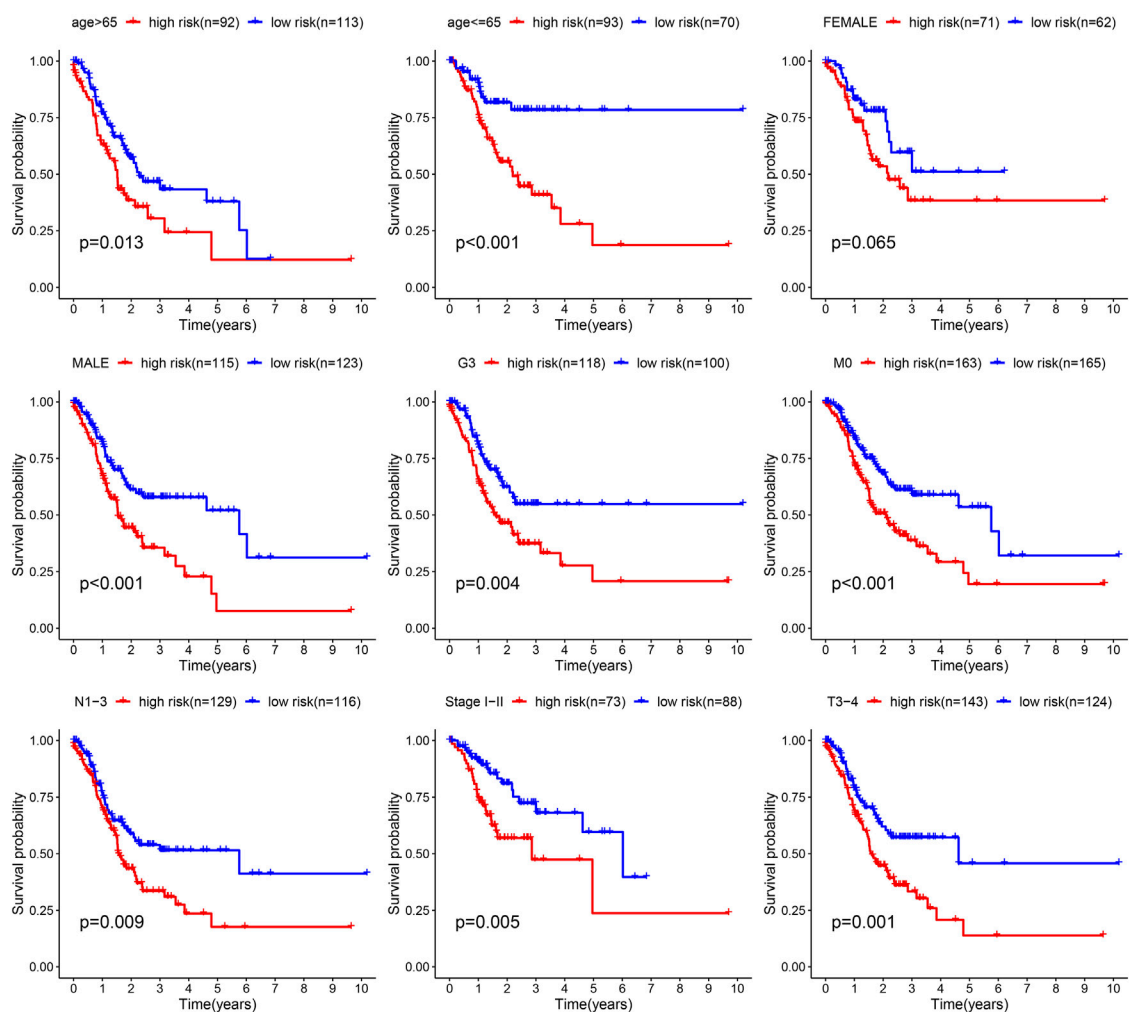 age>65 high risk(n=92) low risk(n=113)
Survival probability
1.00
0.75
0.50
0.25
0.00
p=0.013
0 1 2 3 4 5 6 7 8 9 10
Time(years)
age<=65 high risk(n=93) low risk(n=70)
Survival probability
1.00
0.75
0.50
0.25
0.00
p<0.001
0 1 2 3 4 5 6 7 8 9 10
Time(years)
FEMALE high risk(n=71) low risk(n=62)
Survival probability
1.00
0.75
0.50
0.25
0.00
p=0.065
0 1 2 3 4 5 6 7 8 9 10
Time(years)
MALE high risk(n=115) low risk(n=123)
Survival probability
1.00
0.75
0.50
0.25
0.00
p<0.001
0 1 2 3 4 5 6 7 8 9 10
Time(years)
G3 high risk(n=118) low risk(n=100)
Survival probability
1.00
0.75
0.50
0.25
0.00
p=0.004
0 1 2 3 4 5 6 7 8 9 10
Time(years)
M0 high risk(n=163) low risk(n=165)
Survival probability
1.00
0.75
0.50
0.25
0.00
p<0.001
0 1 2 3 4 5 6 7 8 9 10
Time(years)
N1−3 high risk(n=129) low risk(n=116)
Survival probability
1.00
0.75
0.50
0.25
0.00
p=0.009
0 1 2 3 4 5 6 7 8 9 10
Time(years)
Stage I−II high risk(n=73) low risk(n=88)
Survival probability
1.00
0.75
0.50
0.25
0.00
p=0.005
0 1 2 3 4 5 6 7 8 9 10
Time(years)
T3−4 high risk(n=143) low risk(n=124)
Survival probability
1.00
0.75
0.50
0.25
0.00
p=0.001
0 1 2 3 4 5 6 7 8 9 10
Time(years)